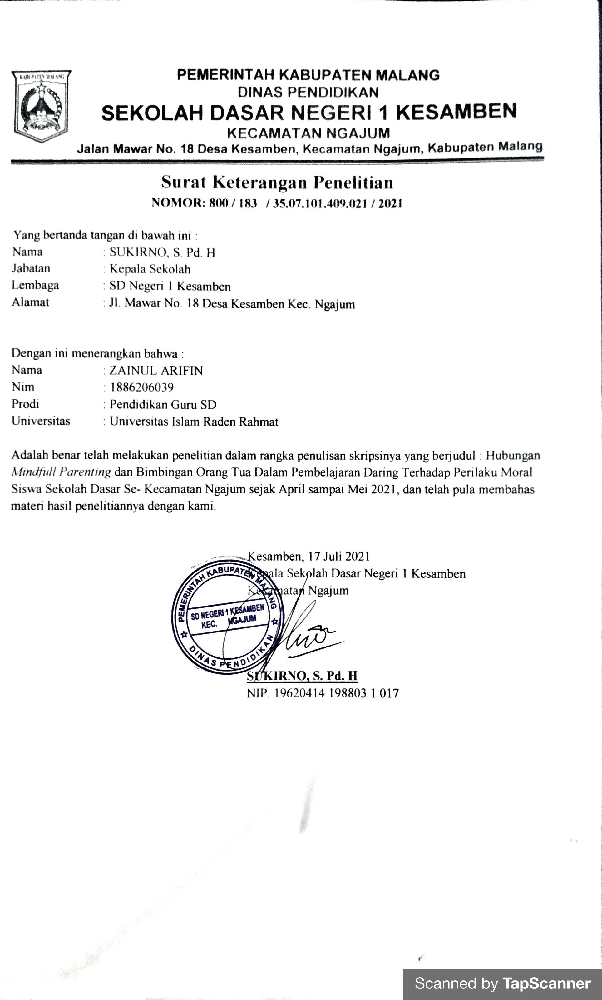 KABUPATEN MALANG
PEMERINTAH KABUPATEN MALANG
DINAS PENDIDIKAN
SEKOLAH DASAR NEGERI 1 KESAMBEN
KECAMATAN NGAJUM
Jalan Mawar No. 18 Desa Kesamben, Kecamatan Ngajum, Kabupaten Malang
Surat Keterangan Penelitian
NOMOR: 800 / 183 / 35.07.101.409.021 / 2021
Yang bertanda tangan di bawah ini :
Nama : SUKIRNO, S. Pd. H
Jabatan : Kepala Sekolah
Lembaga : SD Negeri 1 Kesamben
Alamat : Jl. Mawar No. 18 Desa Kesamben Kec. Ngajum
Dengan ini menerangkan bahwa :
Nama : ZAINUL ARIFIN
Nim : 1886206039
Prodi : Pendidikan Guru SD
Universitas : Universitas Islam Raden Rahmat
Adalah benar telah melakukan penelitian dalam rangka penulisan skripsinya yang berjudul : Hubungan
Mindfull Parenting dan Bimbingan Orang Tua Dalam Pembelajaran Daring Terhadap Perilaku Moral
Siswa Sekolah Dasar Se- Kecamatan Ngajum sejak April sampai Mei 2021, dan telah pula membahas
materi hasil penelitiannya dengan kami.
Kesamben, 17 Juli 2021
Kepala Sekolah Dasar Negeri 1 Kesamben
Kecamatan Ngajum
PEMERINTAH KABUPATEN MALANG
SD NEGERI 1 KESAMBEN
KEC. NGAJUM
DINAS PENDIDIKAN
SUKIRNO, S. Pd. H
NIP. 19620414 198803 1 017
Scanned by TapScanner